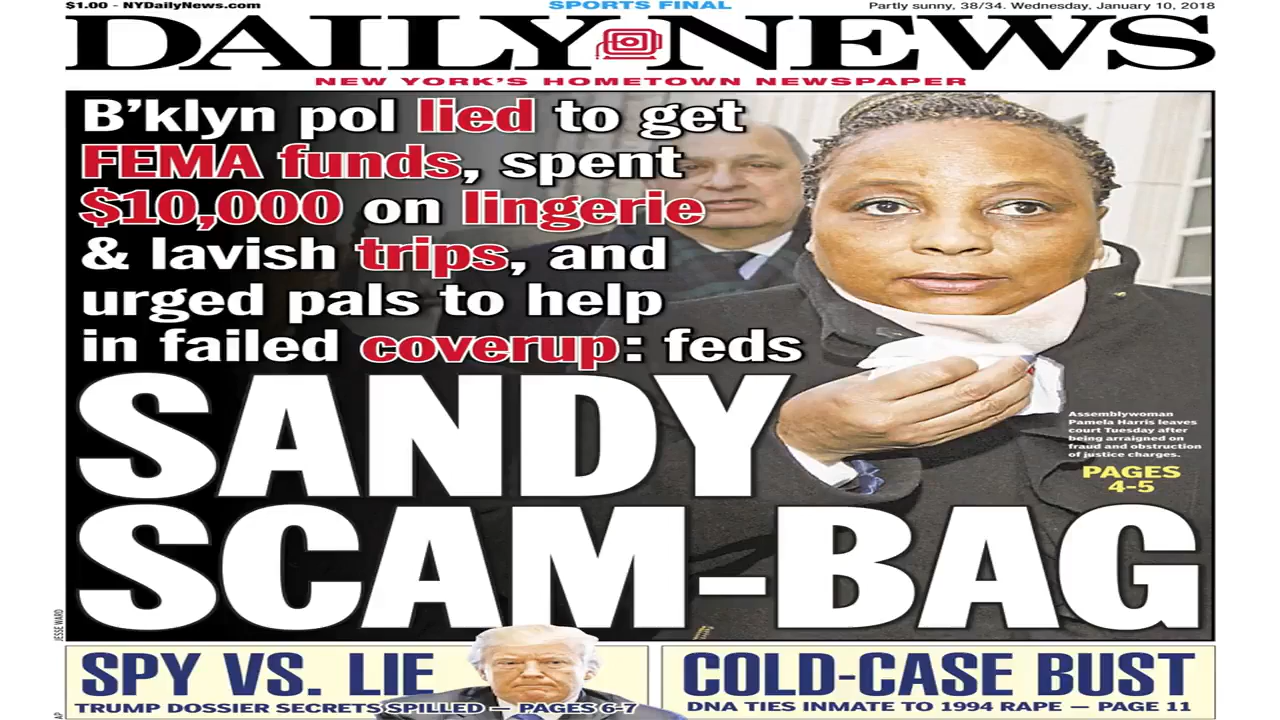 $1.00 - NYDailyNews.com
SPORTS FINAL
Partly sunny, 38/34. Wednesday, January 10, 2018
DAILY NEWS
NEW YORK'S HOMETOWN NEWSPAPER
B'klyn pol lied to get
FEMA funds, spent
$10,000 on lingerie
& lavish trips, and
urged pals to help
in failed coverup: feds
SANDY
SCAM-BAG
Assemblywoman
Pamela Harris leaves
court Tuesday after
being arraigned on
fraud and obstruction
of justice charges.
PAGES
4-5
JESSE WARD
SPY VS. LIE
TRUMP DOSSIER SECRETS SPILLED — PAGES 6-7
AP
COLD-CASE BUST
DNA TIES INMATE TO 1994 RAPE — PAGE 11